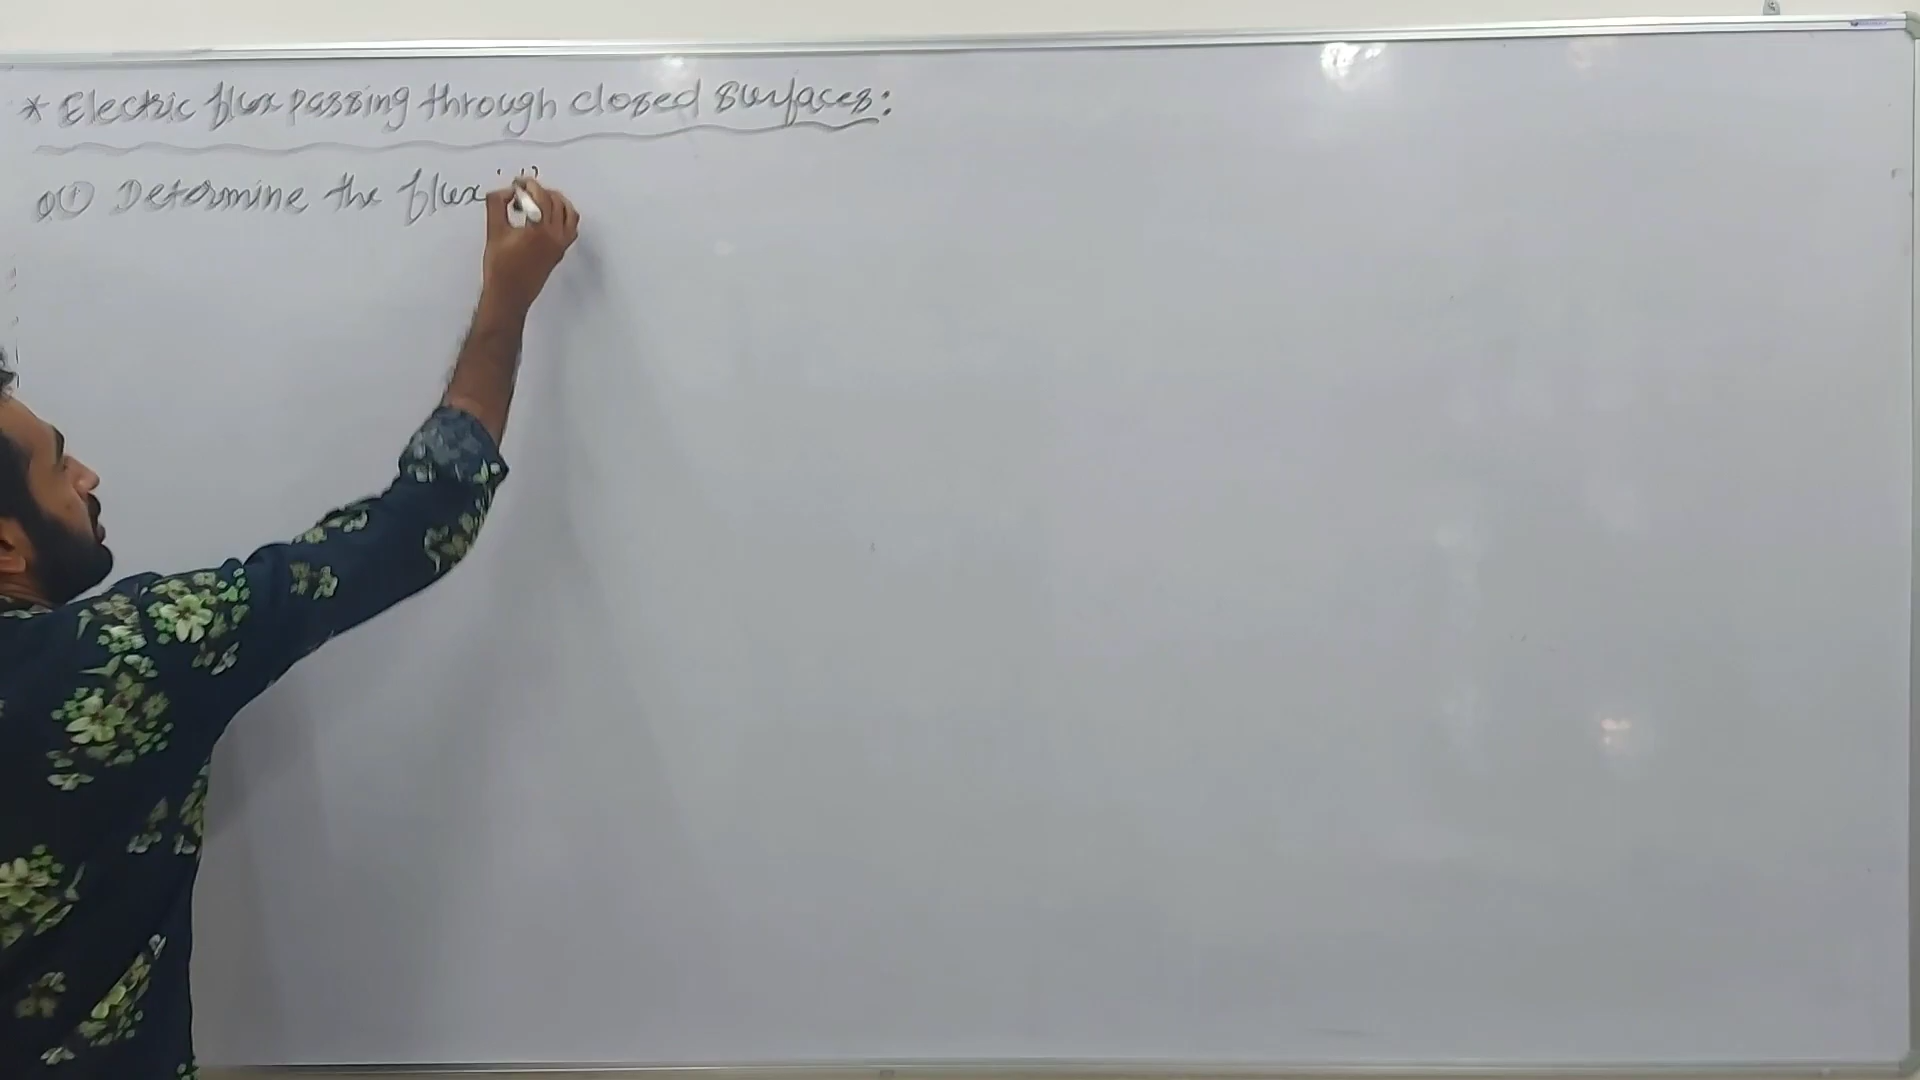 * Electric flux passing through closed surfaces:
Q① Determine the flux